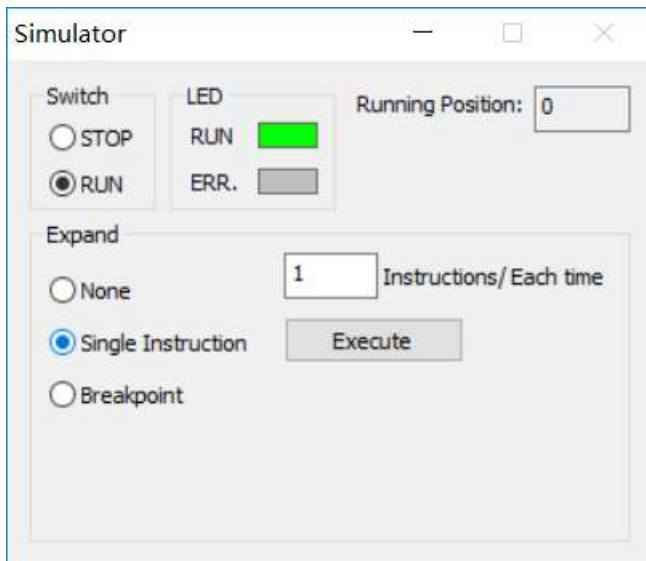 Simulator
Switch
STOP
RUN
LED
RUN
ERR.
Running Position: 0
Expand
None
1 Instructions/ Each time
Single Instruction
Execute
Breakpoint